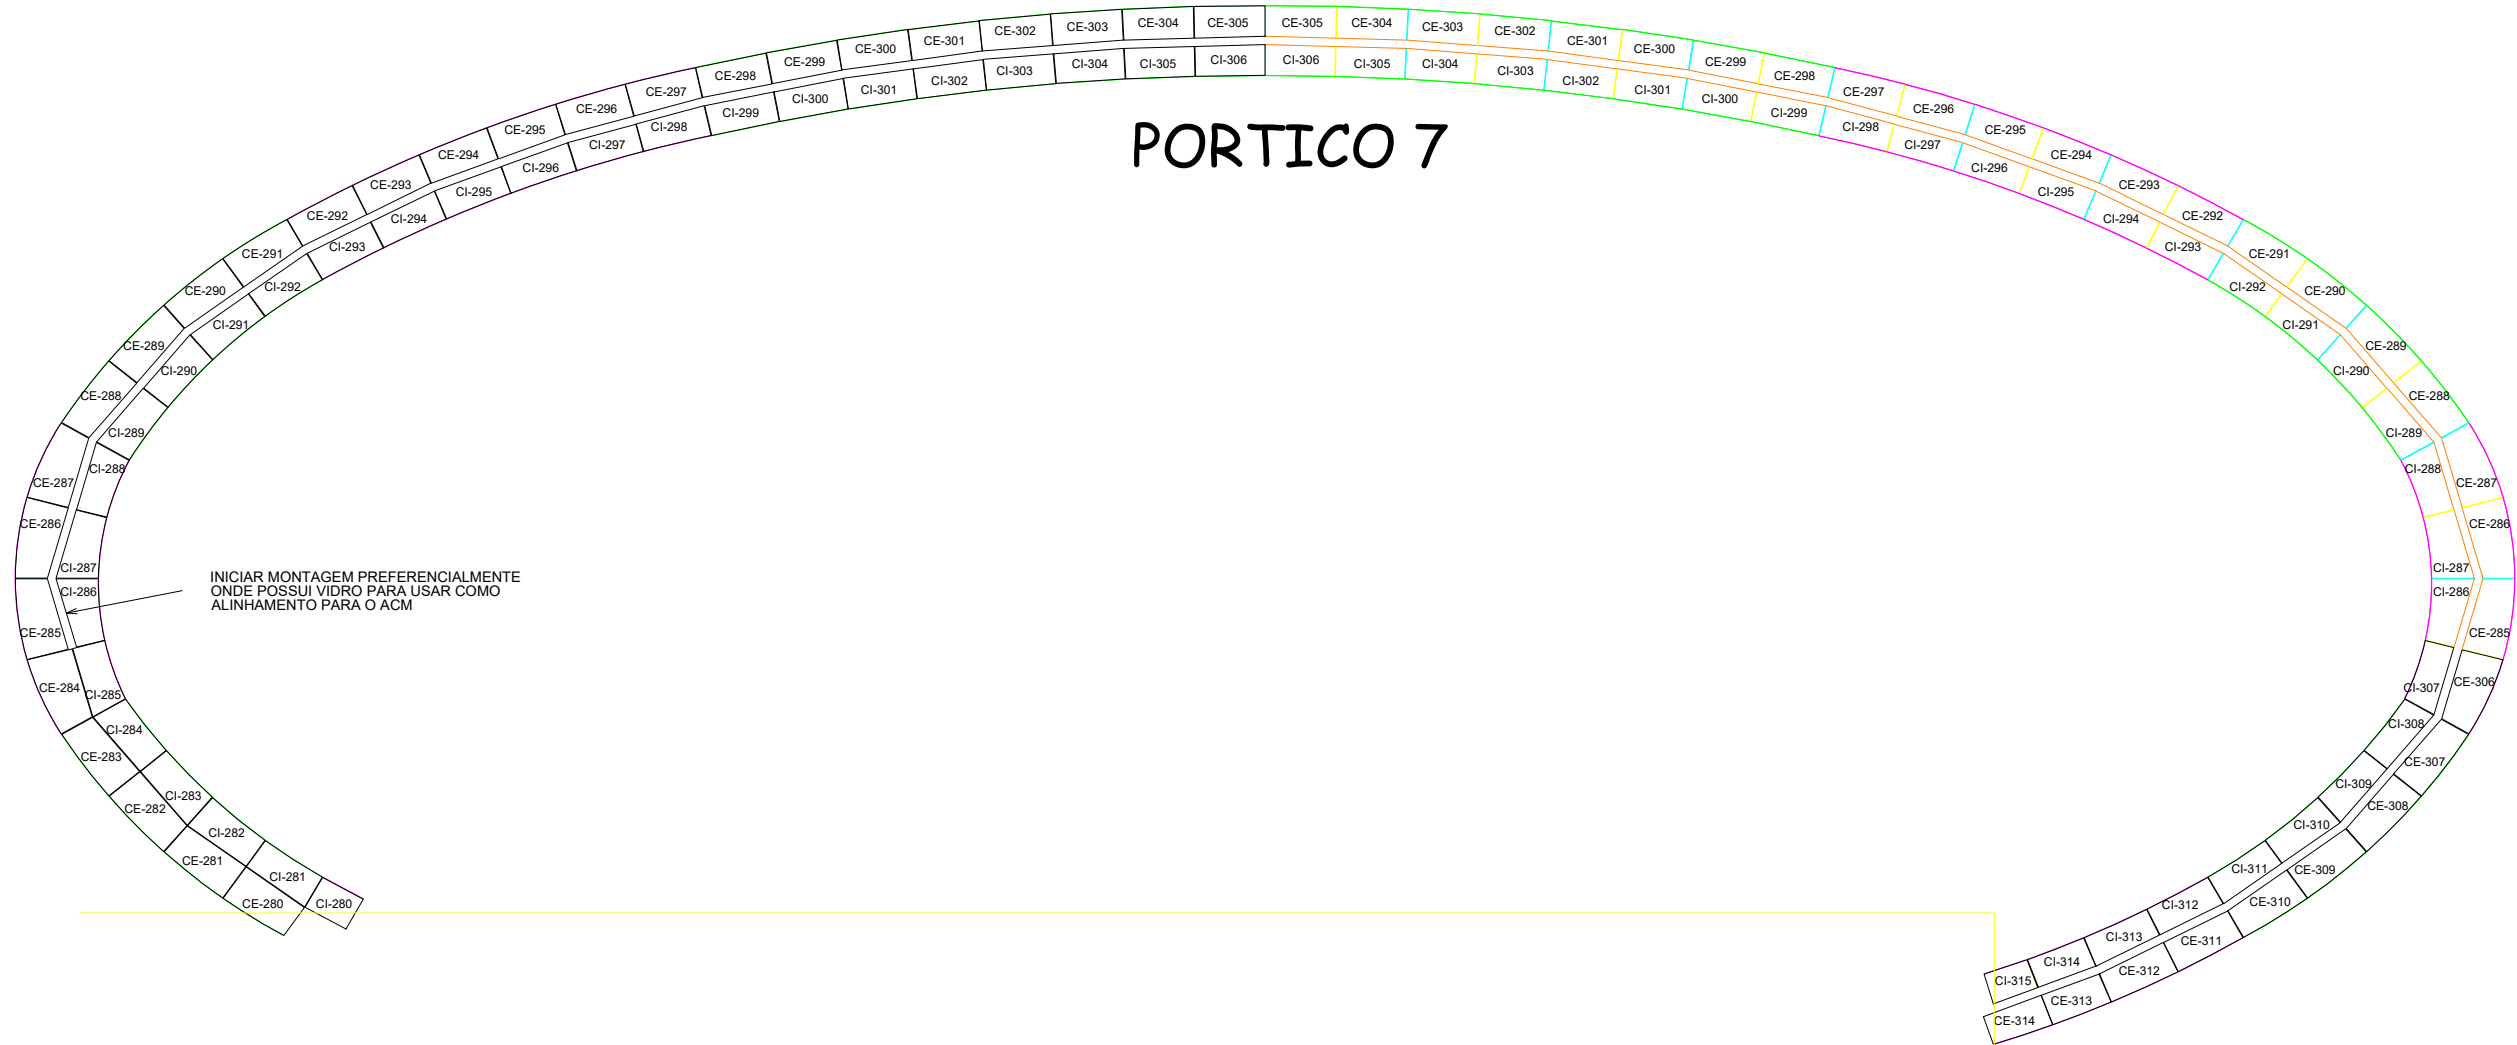 CE-280
CE-281
CE-282
CE-283
CE-284
CE-285
CE-286
CE-287
CE-288
CE-289
CE-290
CE-291
CE-292
CE-293
CE-294
CE-295
CE-296
CE-297
CE-298
CE-299
CE-300
CE-301
CE-302
CE-303
CE-304
CE-305
CE-305
CE-304
CE-303
CE-302
CE-301
CE-300
CE-299
CE-298
CE-297
CE-296
CE-295
CE-294
CE-293
CE-292
CE-291
CE-290
CE-289
CE-288
CE-287
CE-286
CE-285
CE-306
CE-307
CE-308
CE-309
CE-310
CE-311
CE-312
CE-313
CE-314
CI-280
CI-281
CI-282
CI-283
CI-284
CI-285
CI-286
CI-287
CI-288
CI-289
CI-290
CI-291
CI-292
CI-293
CI-294
CI-295
CI-296
CI-297
CI-298
CI-299
CI-300
CI-301
CI-302
CI-303
CI-304
CI-305
CI-306
CI-306
CI-305
CI-304
CI-303
CI-302
CI-301
CI-300
CI-299
CI-298
CI-297
CI-296
CI-295
CI-294
CI-293
CI-292
CI-291
CI-290
CI-289
CI-288
CI-287
CI-286
CI-307
CI-308
CI-309
CI-310
CI-311
CI-312
CI-313
CI-314
CI-315
PORTICO 7
INICIAR MONTAGEM PREFERENCIALMENTE
ONDE POSSUI VIDRO PARA USAR COMO
ALINHAMENTO PARA O ACM